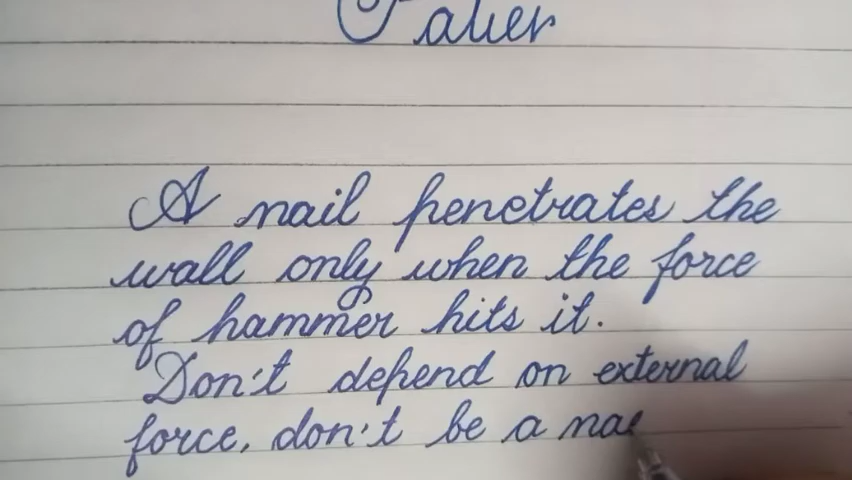 A nail penetrates the
wall only when the force
of hammer hits it.
Don't depend on external
force, don't be a na